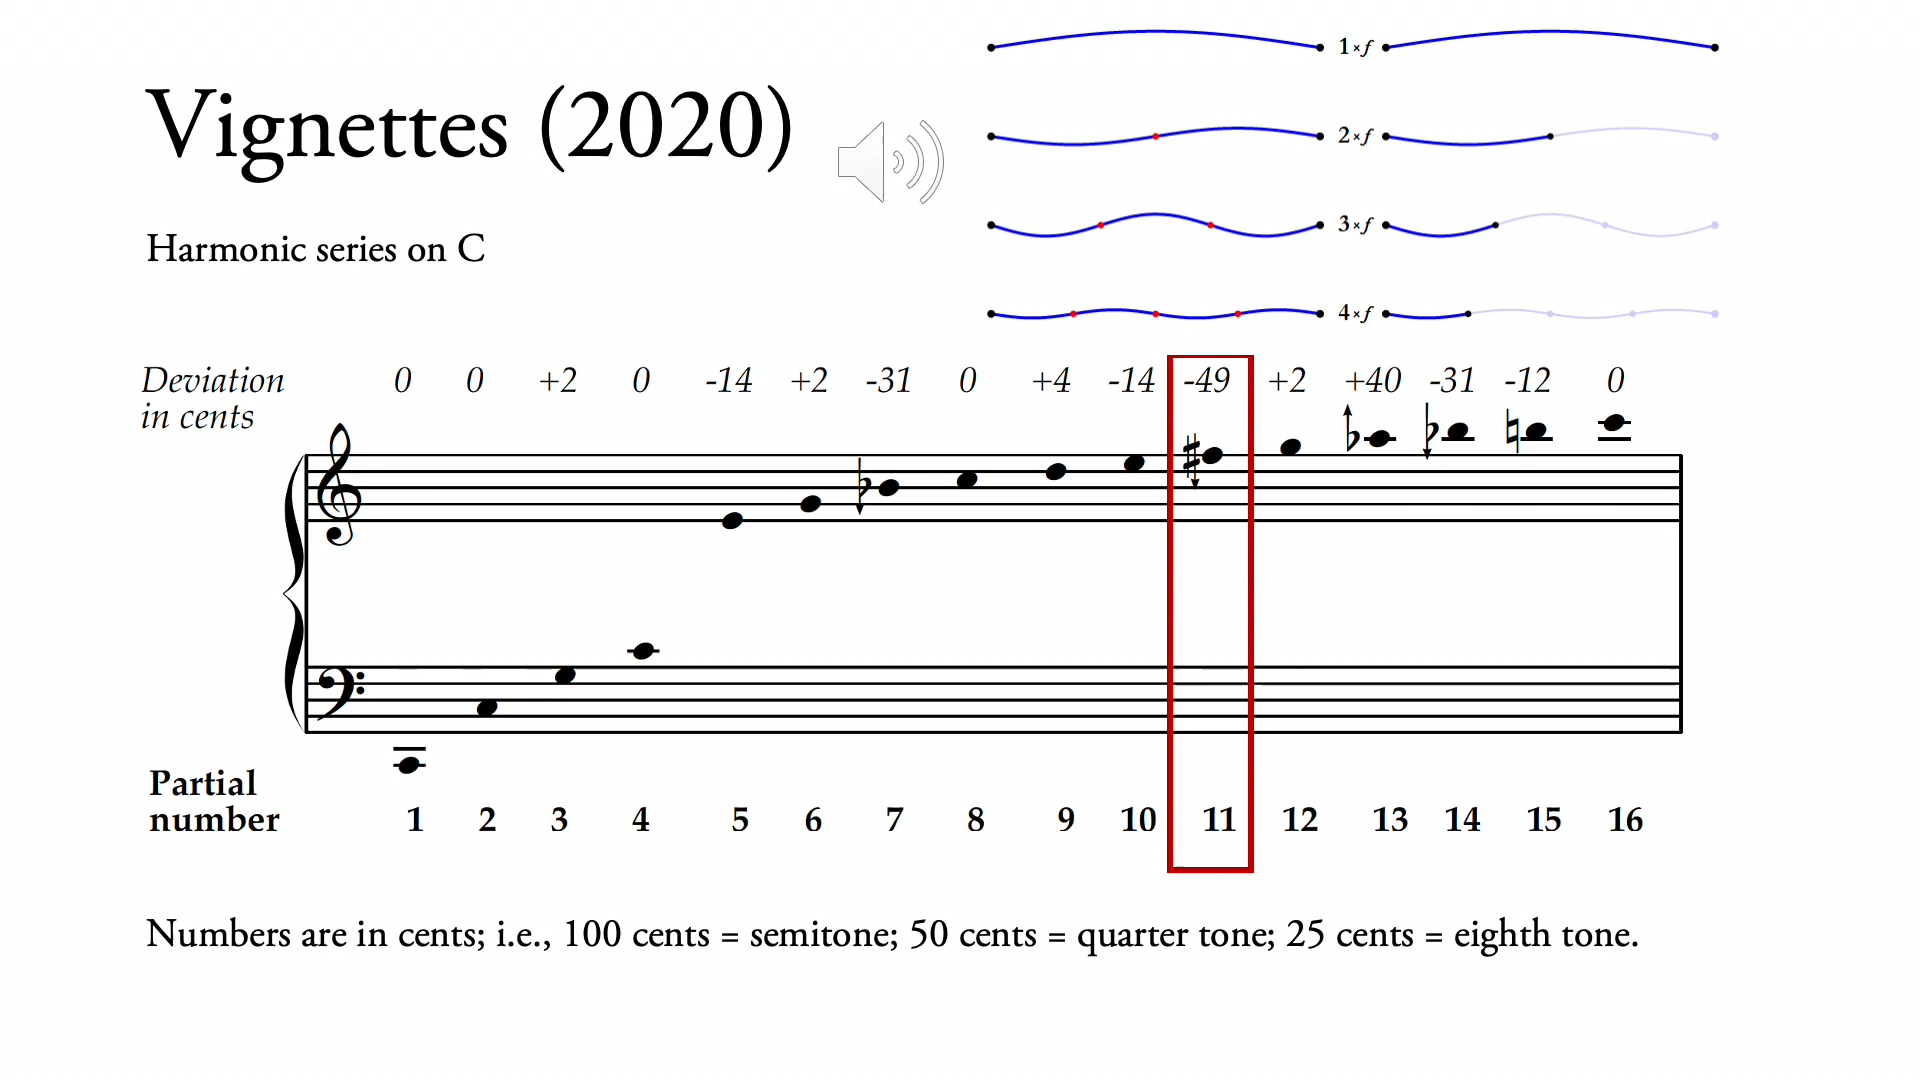 Vignettes (2020)
Harmonic series on C
1×f
2×f
3×f
4×f
Deviation in cents
0 0 +2 0 -14 +2 -31 0 +4 -14 -49 +2 +40 -31 -12 0
Partial number
1 2 3 4 5 6 7 8 9 10 11 12 13 14 15 16
Numbers are in cents; i.e., 100 cents = semitone; 50 cents = quarter tone; 25 cents = eighth tone.